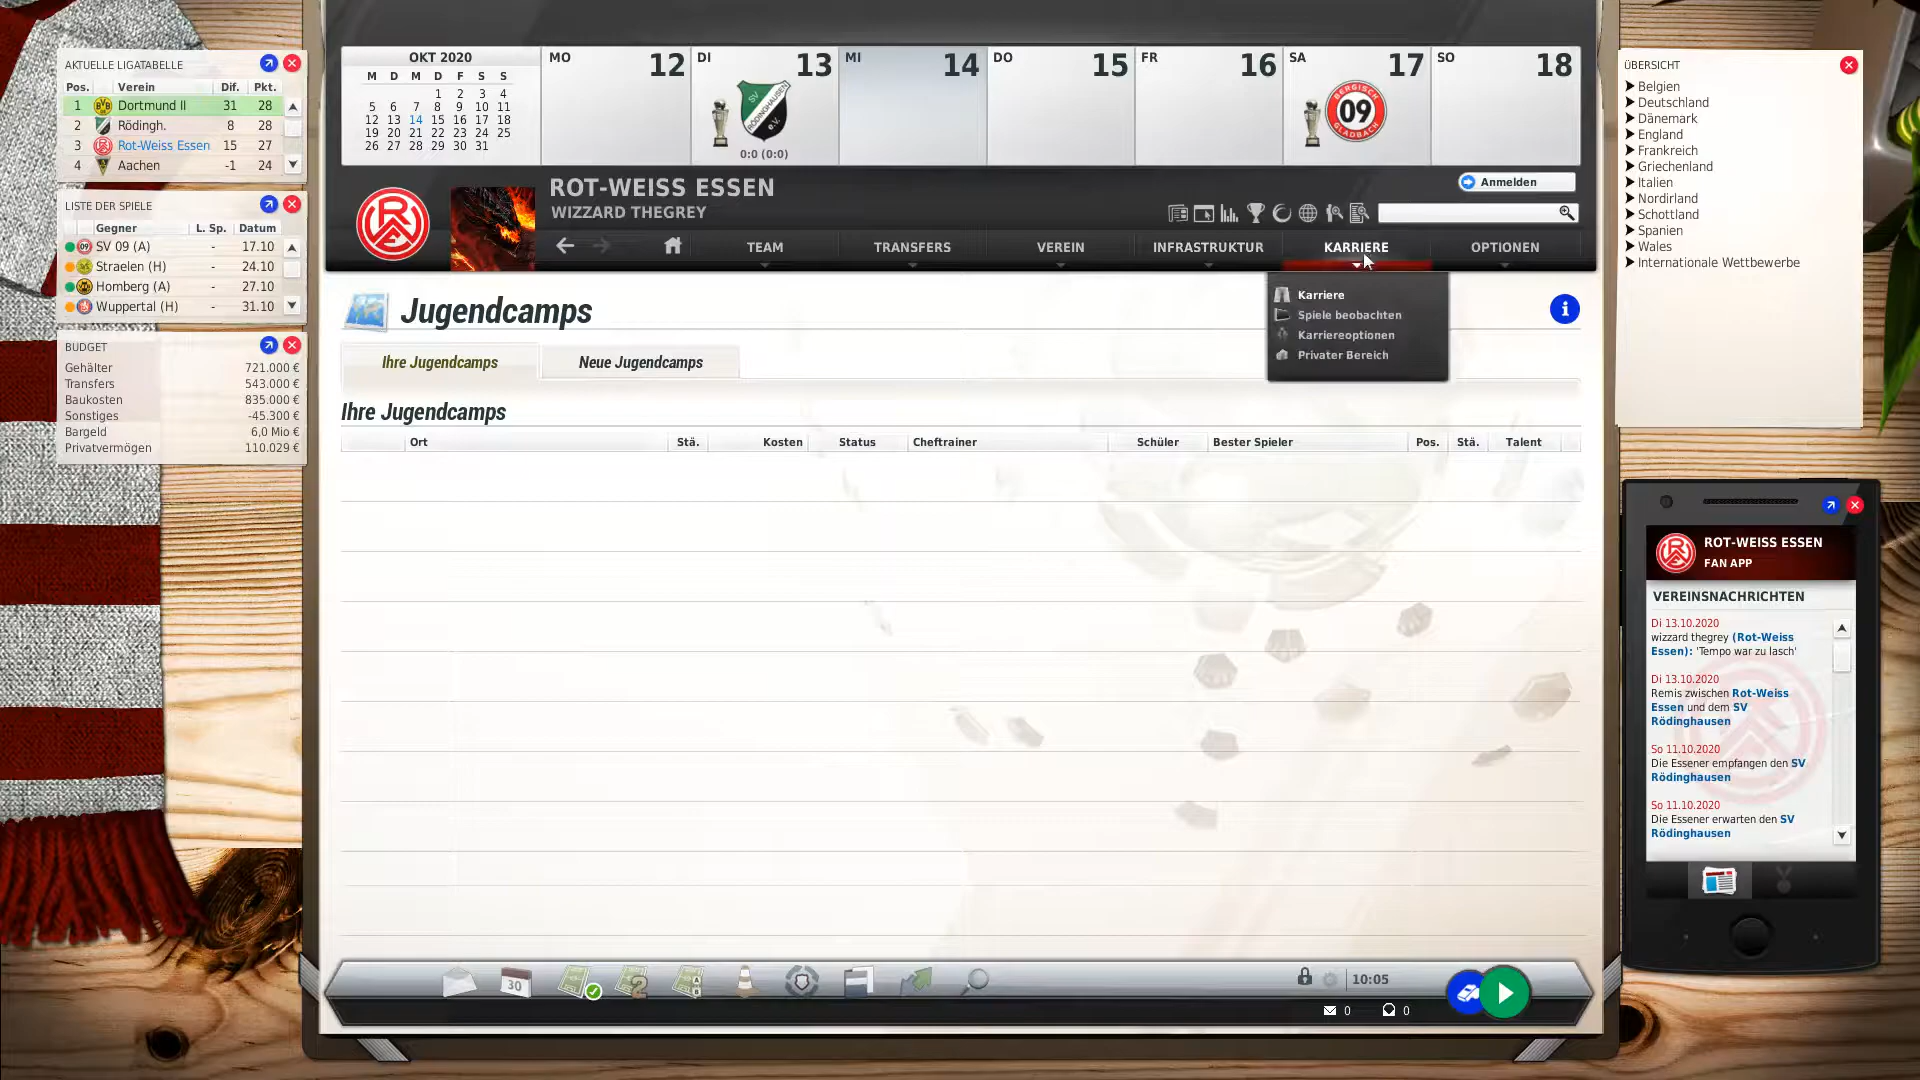 AKTUELLE LIGATABELLE
Pos. Verein Dif. Pkt.
1 Dortmund II 31 28
2 Rödingh. 8 28
3 Rot-Weiss Essen 15 27
4 Aachen -1 24
LISTE DER SPIELE
Gegner L. Sp. Datum
SV 09 (A) - 17.10
Straelen (H) - 24.10
Homberg (A) - 27.10
Wuppertal (H) - 31.10
BUDGET
Gehälter 721.000 €
Transfers 543.000 €
Baukosten 835.000 €
Sonstiges -45.300 €
Bargeld 6,0 Mio €
Privatvermögen 110.029 €
OKT 2020
M D M D F S S
1 2 3 4
5 6 7 8 9 10 11
12 13 14 15 16 17 18
19 20 21 22 23 24 25
26 27 28 29 30 31
MO 12
DI 13
SV RÖDINGHAUSEN e.V.
0:0 (0:0)
MI 14
DO 15
FR 16
SA 17
BERGISCH 09 GLADBACH
SO 18
ROT-WEISS ESSEN
WIZZARD THEGREY
Anmelden
TEAM TRANSFERS VEREIN INFRASTRUKTUR KARRIERE OPTIONEN
Karriere
Spiele beobachten
Karriereoptionen
Privater Bereich
Jugendcamps
Ihre Jugendcamps Neue Jugendcamps
Ihre Jugendcamps
Ort Stä. Kosten Status Cheftrainer Schüler Bester Spieler Pos. Stä. Talent
30
2
10:05
0 0
ÜBERSICHT
Belgien
Deutschland
Dänemark
England
Frankreich
Griechenland
Italien
Nordirland
Schottland
Spanien
Wales
Internationale Wettbewerbe
ROT-WEISS ESSEN
FAN APP
VEREINSNACHRICHTEN
Di 13.10.2020
wizzard thegrey (Rot-Weiss
Essen): 'Tempo war zu lasch'
Di 13.10.2020
Remis zwischen Rot-Weiss
Essen und dem SV
Rödinghausen
So 11.10.2020
Die Essener empfangen den SV
Rödinghausen
So 11.10.2020
Die Essener erwarten den SV
Rödinghausen